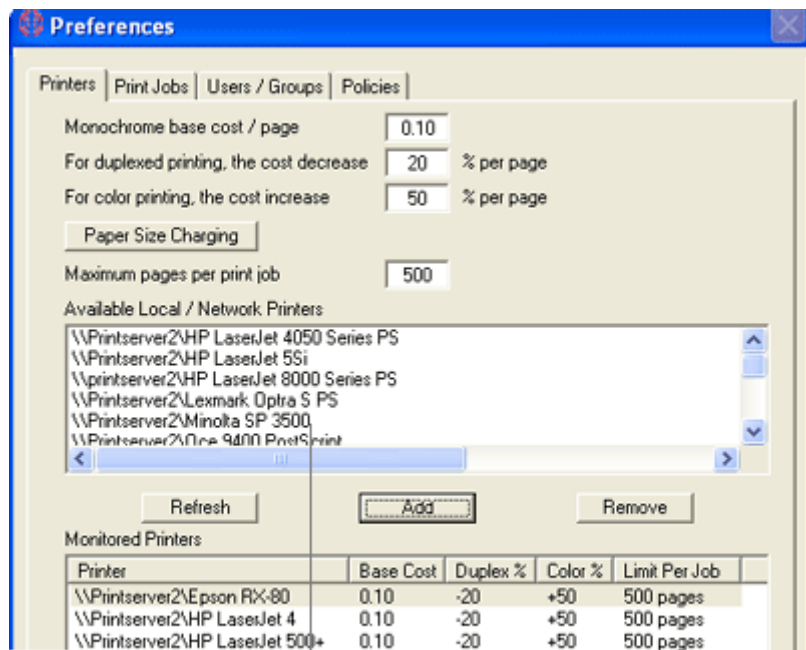 Preferences
Printers Print Jobs Users / Groups Policies
Monochrome base cost / page 0.10
For duplexed printing, the cost decrease 20 % per page
For color printing, the cost increase 50 % per page
Paper Size Charging
Maximum pages per print job 500
Available Local / Network Printers
\\Printserver2\HP LaserJet 4050 Series PS
\\Printserver2\HP LaserJet 5Si
\\printserver2\HP LaserJet 8000 Series PS
\\Printserver2\Lexmark Optra S PS
\\Printserver2\Minolta SP 3500
\\Printserver2\Oce 9400 PostScript
Refresh Add Remove
Monitored Printers
Printer Base Cost Duplex % Color % Limit Per Job
\\Printserver2\Epson RX-80 0.10 -20 +50 500 pages
\\Printserver2\HP LaserJet 4 0.10 -20 +50 500 pages
\\Printserver2\HP LaserJet 500+ 0.10 -20 +50 500 pages